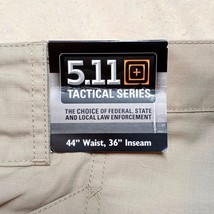 5.11
TACTICAL SERIES
THE CHOICE OF FEDERAL, STATE
AND LOCAL LAW ENFORCEMENT
44" Waist, 36" Inseam